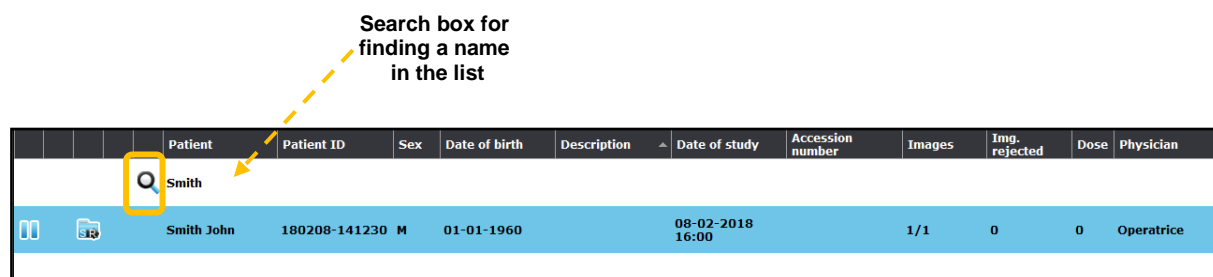 Search box for
finding a name
in the list
Patient Patient ID Sex Date of birth Description Date of study Accession number Images Img. rejected Dose Physician
Smith
SR
Smith John 180208-141230 M 01-01-1960 08-02-2018 16:00 1/1 0 0 Operatrice